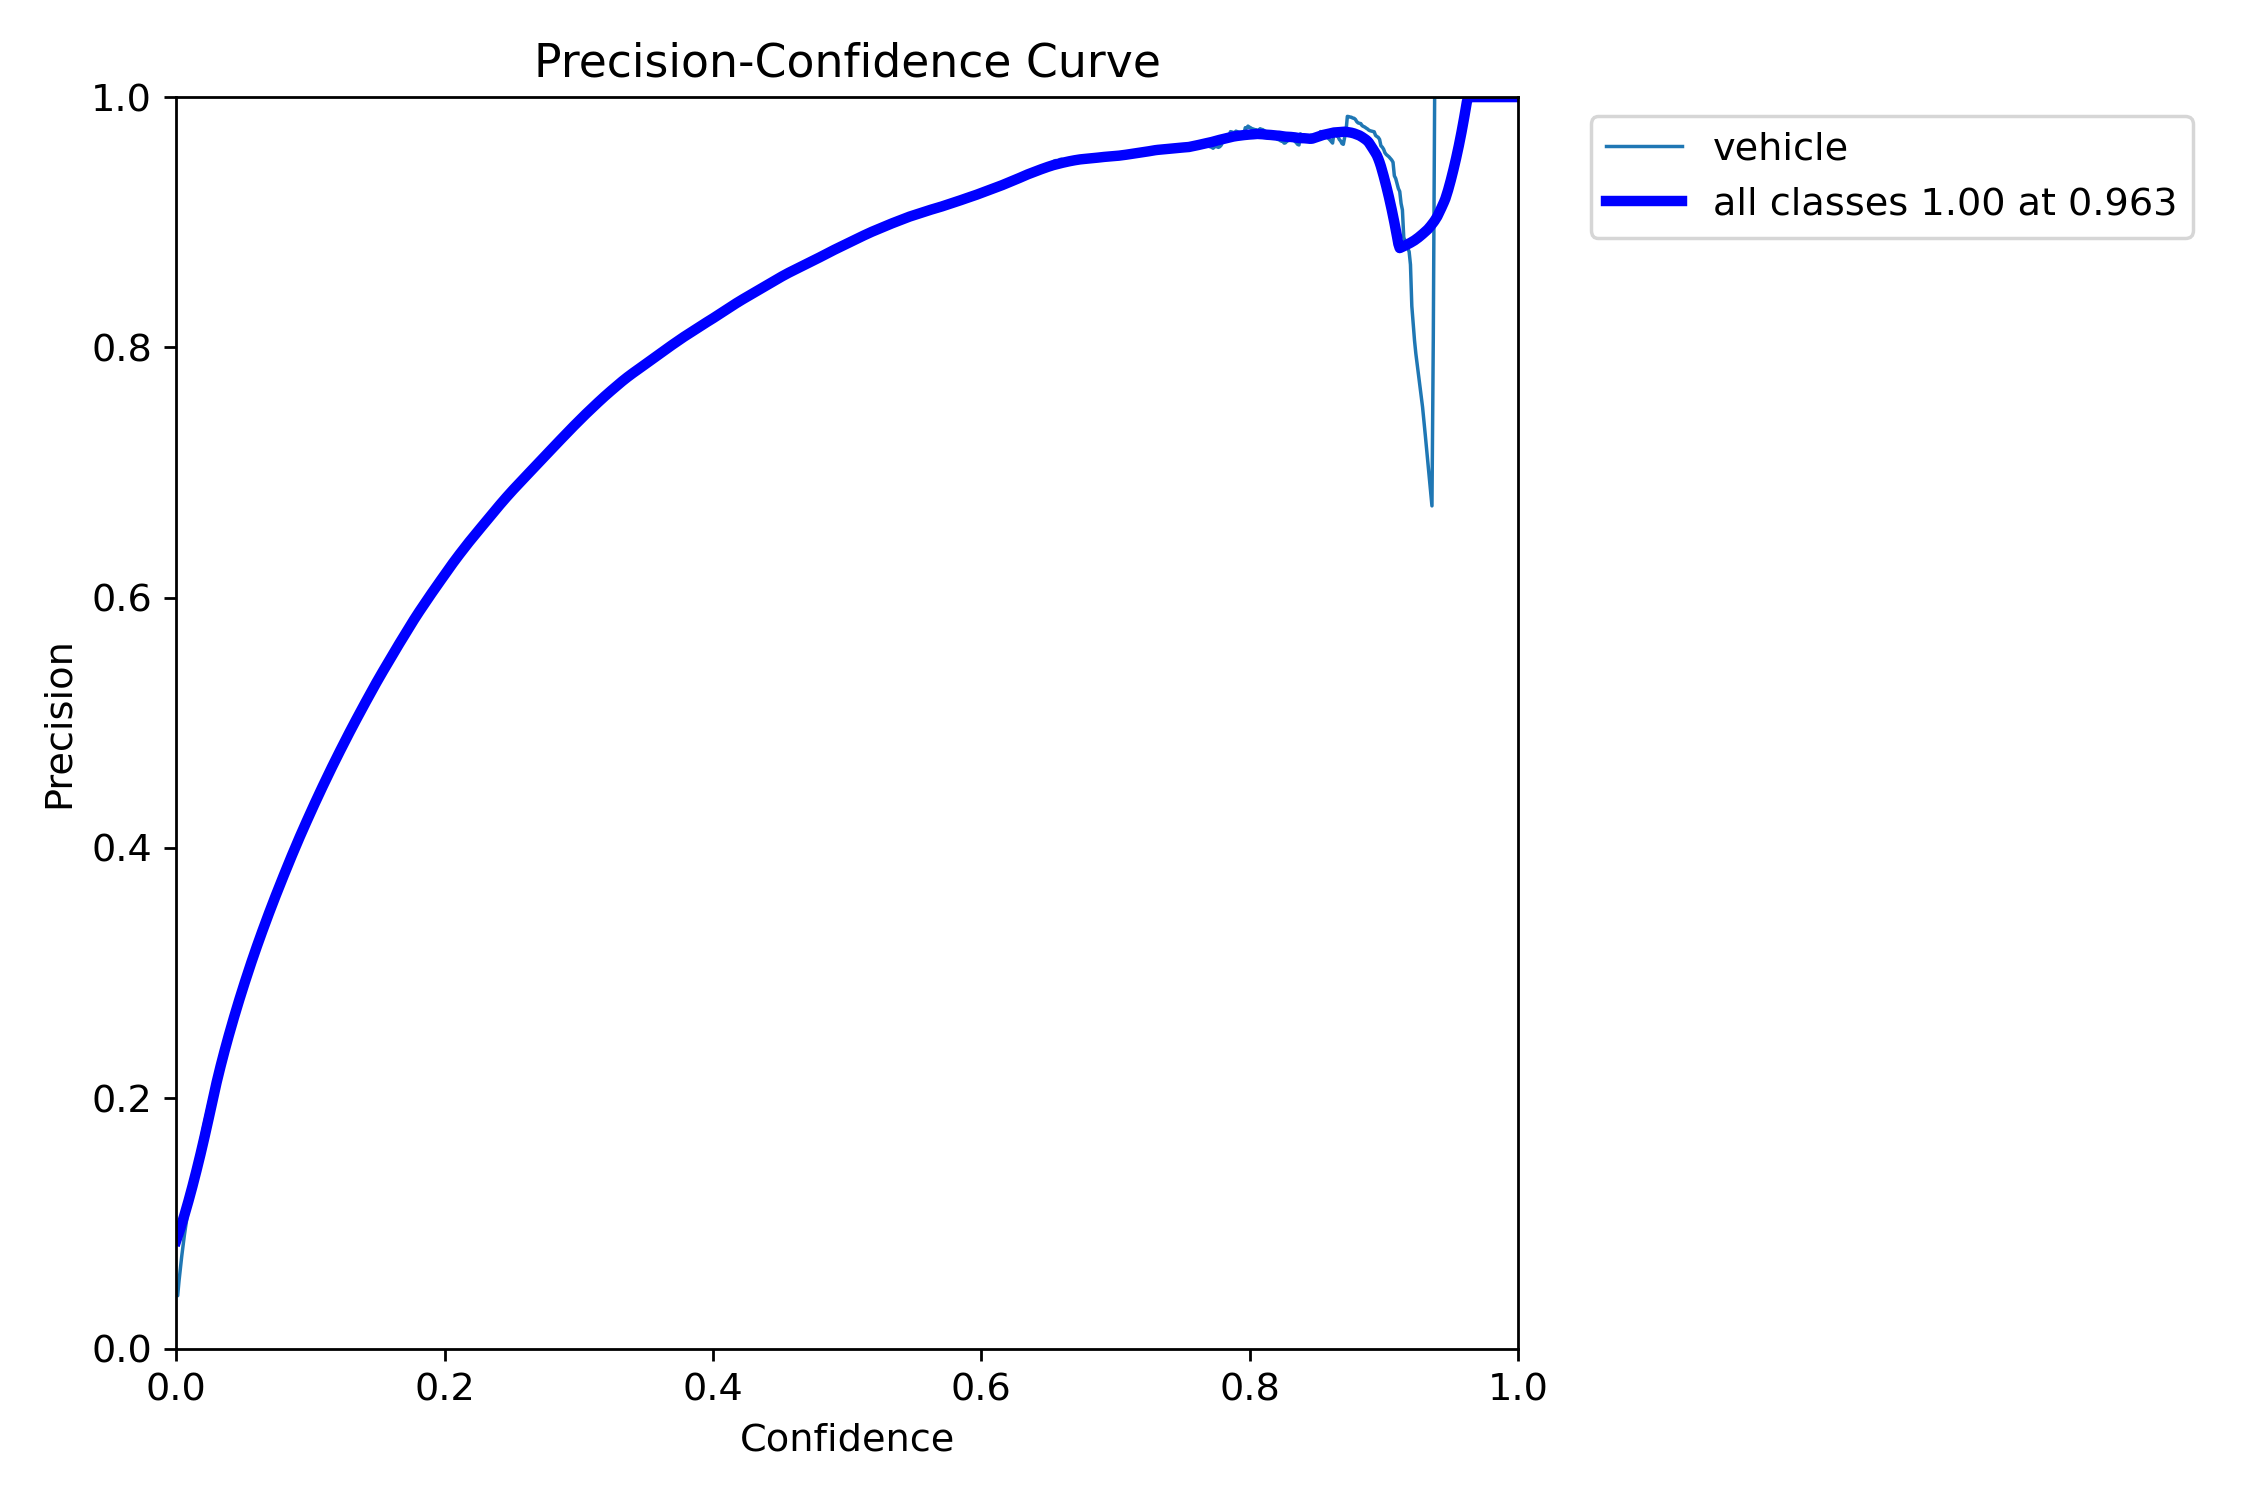 Precision-Confidence Curve
1.0
0.8
0.6
0.4
0.2
0.0
Precision
0.0 0.2 0.4 0.6 0.8 1.0
Confidence
vehicle
all classes 1.00 at 0.963